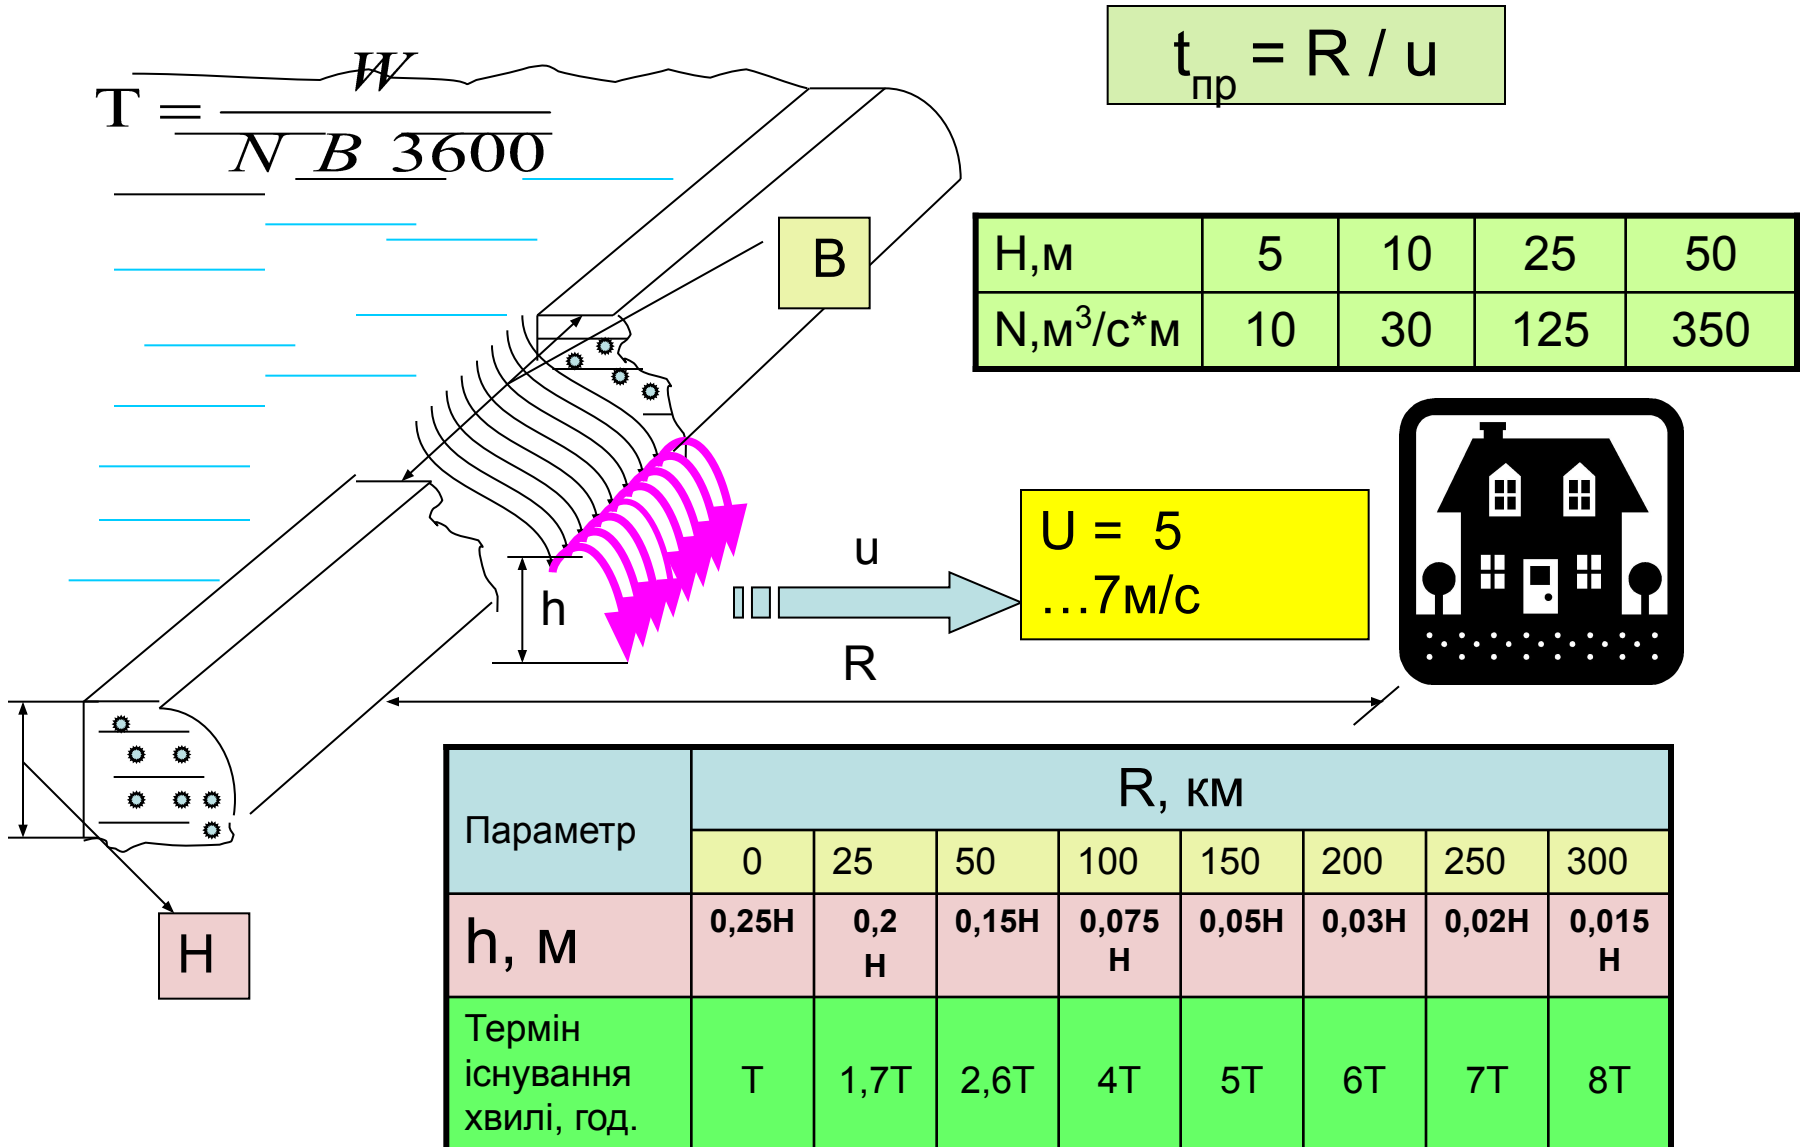 t пр = R / u
T = W
N B 3600
B
H,м 5 10 25 50
N,м³/с*м 10 30 125 350
U = 5
…7м/с
u
h
R
H
Параметр
R, км
0 25 50 100 150 200 250 300
h, м
0,25H 0,2 H 0,15H 0,075 H 0,05H 0,03H 0,02H 0,015 H
Термін
існування
хвилі, год.
T 1,7T 2,6T 4T 5T 6T 7T 8T